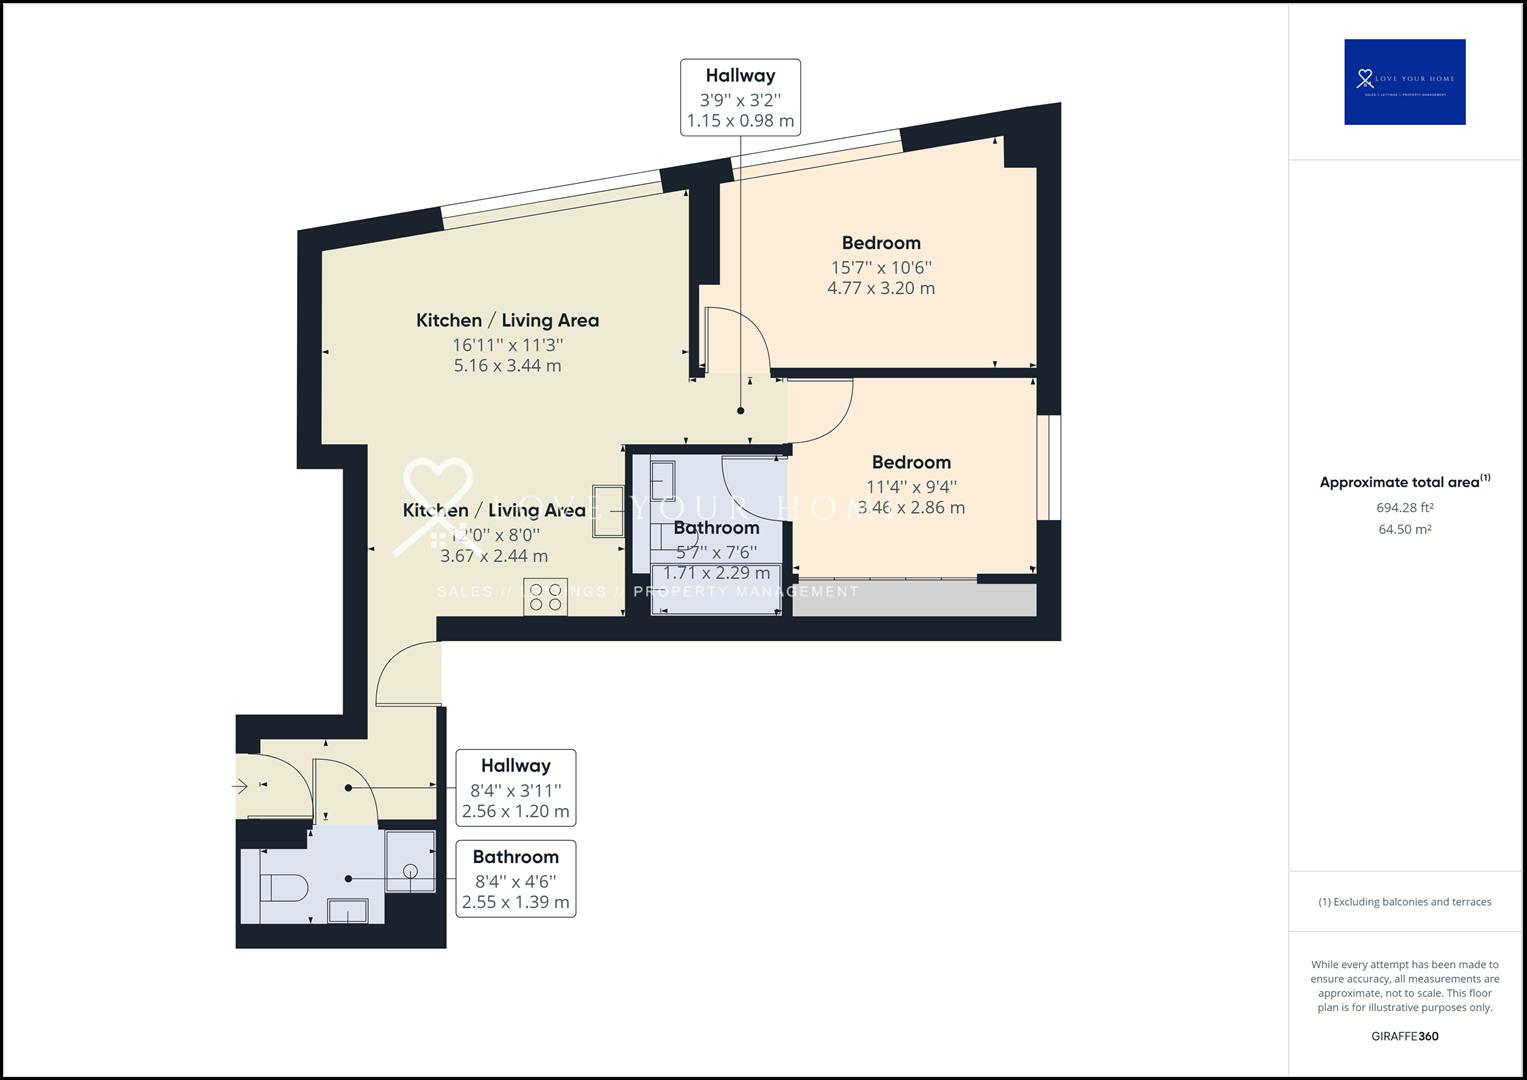 Hallway
3'9'' x 3'2''
1.15 x 0.98 m
Bedroom
15'7'' x 10'6''
4.77 x 3.20 m
Kitchen / Living Area
16'11'' x 11'3''
5.16 x 3.44 m
Bedroom
11'4'' x 9'4''
3.46 x 2.86 m
Kitchen / Living Area
12'0'' x 8'0''
3.67 x 2.44 m
LOVE YOUR HOME
SALES // LETTINGS // PROPERTY MANAGEMENT
Bathroom
5'7'' x 7'6''
1.71 x 2.29 m
Hallway
8'4'' x 3'11''
2.56 x 1.20 m
Bathroom
8'4'' x 4'6''
2.55 x 1.39 m
LOVE YOUR HOME
SALES // LETTINGS // PROPERTY MANAGEMENT
Approximate total area(1)
694.28 ft²
64.50 m²
(1) Excluding balconies and terraces
While every attempt has been made to
ensure accuracy, all measurements are
approximate, not to scale. This floor
plan is for illustrative purposes only.
GIRAFFE360